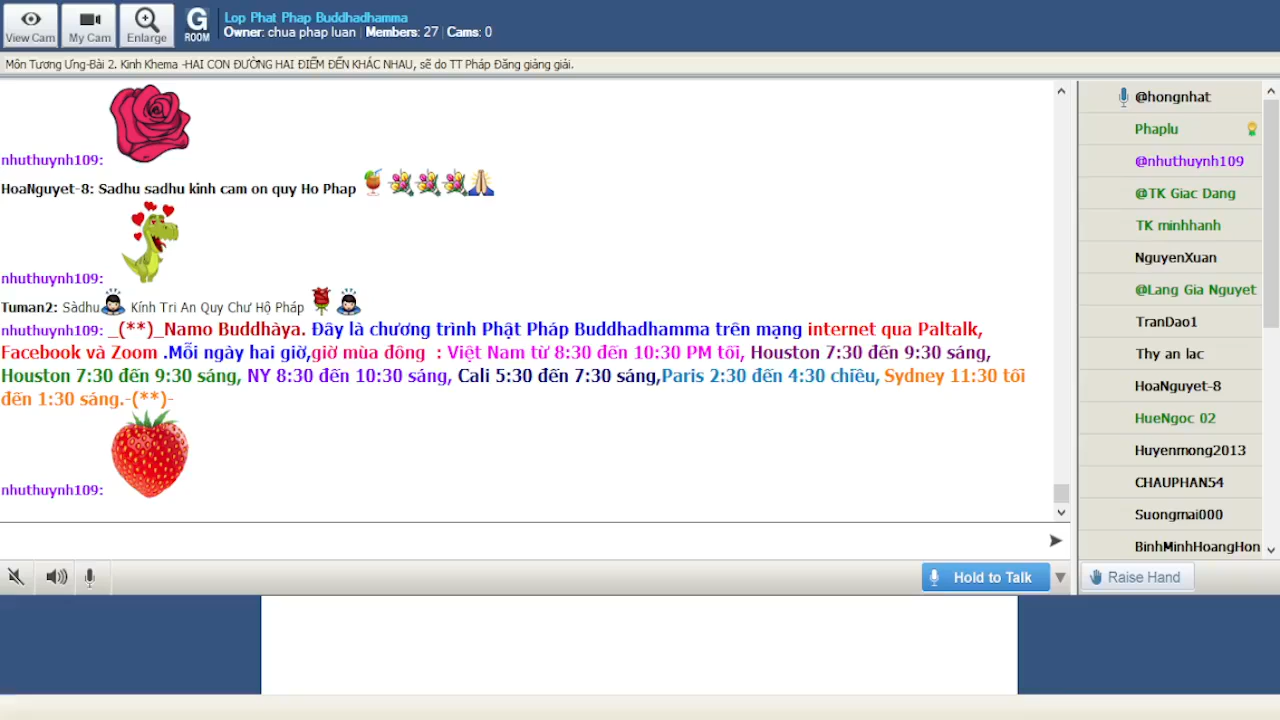 Lop Phat Phap Buddhadhamma
View Cam
My Cam
Enlarge
G ROOM
Owner: chua phap luan | Members: 27 | Cams: 0
Môn Tương Ưng-Bài 2. Kinh Khema -HAI CON ĐƯỜNG HAI ĐIỂM ĐẾN KHÁC NHAU, sẽ do TT Pháp Đăng giảng giải.
nhuthuynh109:
HoaNguyet-8: Sadhu sadhu kinh cam on quy Ho Phap
nhuthuynh109:
Tuman2: Sàdhu Kính Tri An Quy Chư Hộ Pháp
nhuthuynh109: _(**)_Namo Buddhàya. Đây là chương trình Phật Pháp Buddhadhamma trên mạng internet qua Paltalk,
Facebook và Zoom .Mỗi ngày hai giờ,giờ mùa đông : Việt Nam từ 8:30 đến 10:30 PM tối, Houston 7:30 đến 9:30 sáng,
Houston 7:30 đến 9:30 sáng, NY 8:30 đến 10:30 sáng, Cali 5:30 đến 7:30 sáng,Paris 2:30 đến 4:30 chiều, Sydney 11:30 tối
đến 1:30 sáng.-(**)-
nhuthuynh109:
@hongnhat
Phaplu
@nhuthuynh109
@TK Giac Dang
TK minhhanh
NguyenXuan
@Lang Gia Nguyet
TranDao1
Thy an lac
HoaNguyet-8
HueNgoc 02
Huyenmong2013
CHAUPHAN54
Suongmai000
BinhMinhHoangHon
Hold to Talk
Raise Hand